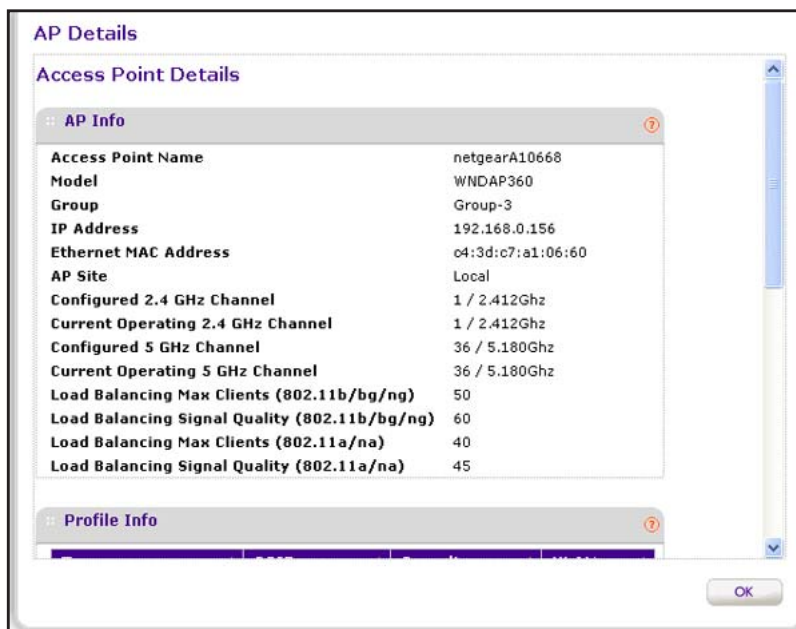 AP Details
Access Point Details
AP Info
Access Point Name netgearA10668
Model WNDAP360
Group Group-3
IP Address 192.168.0.156
Ethernet MAC Address c4:3d:c7:a1:06:60
AP Site Local
Configured 2.4 GHz Channel 1 / 2.412Ghz
Current Operating 2.4 GHz Channel 1 / 2.412Ghz
Configured 5 GHz Channel 36 / 5.180Ghz
Current Operating 5 GHz Channel 36 / 5.180Ghz
Load Balancing Max Clients (802.11b/bg/ng) 50
Load Balancing Signal Quality (802.11b/bg/ng) 60
Load Balancing Max Clients (802.11a/na) 40
Load Balancing Signal Quality (802.11a/na) 45
Profile Info
OK